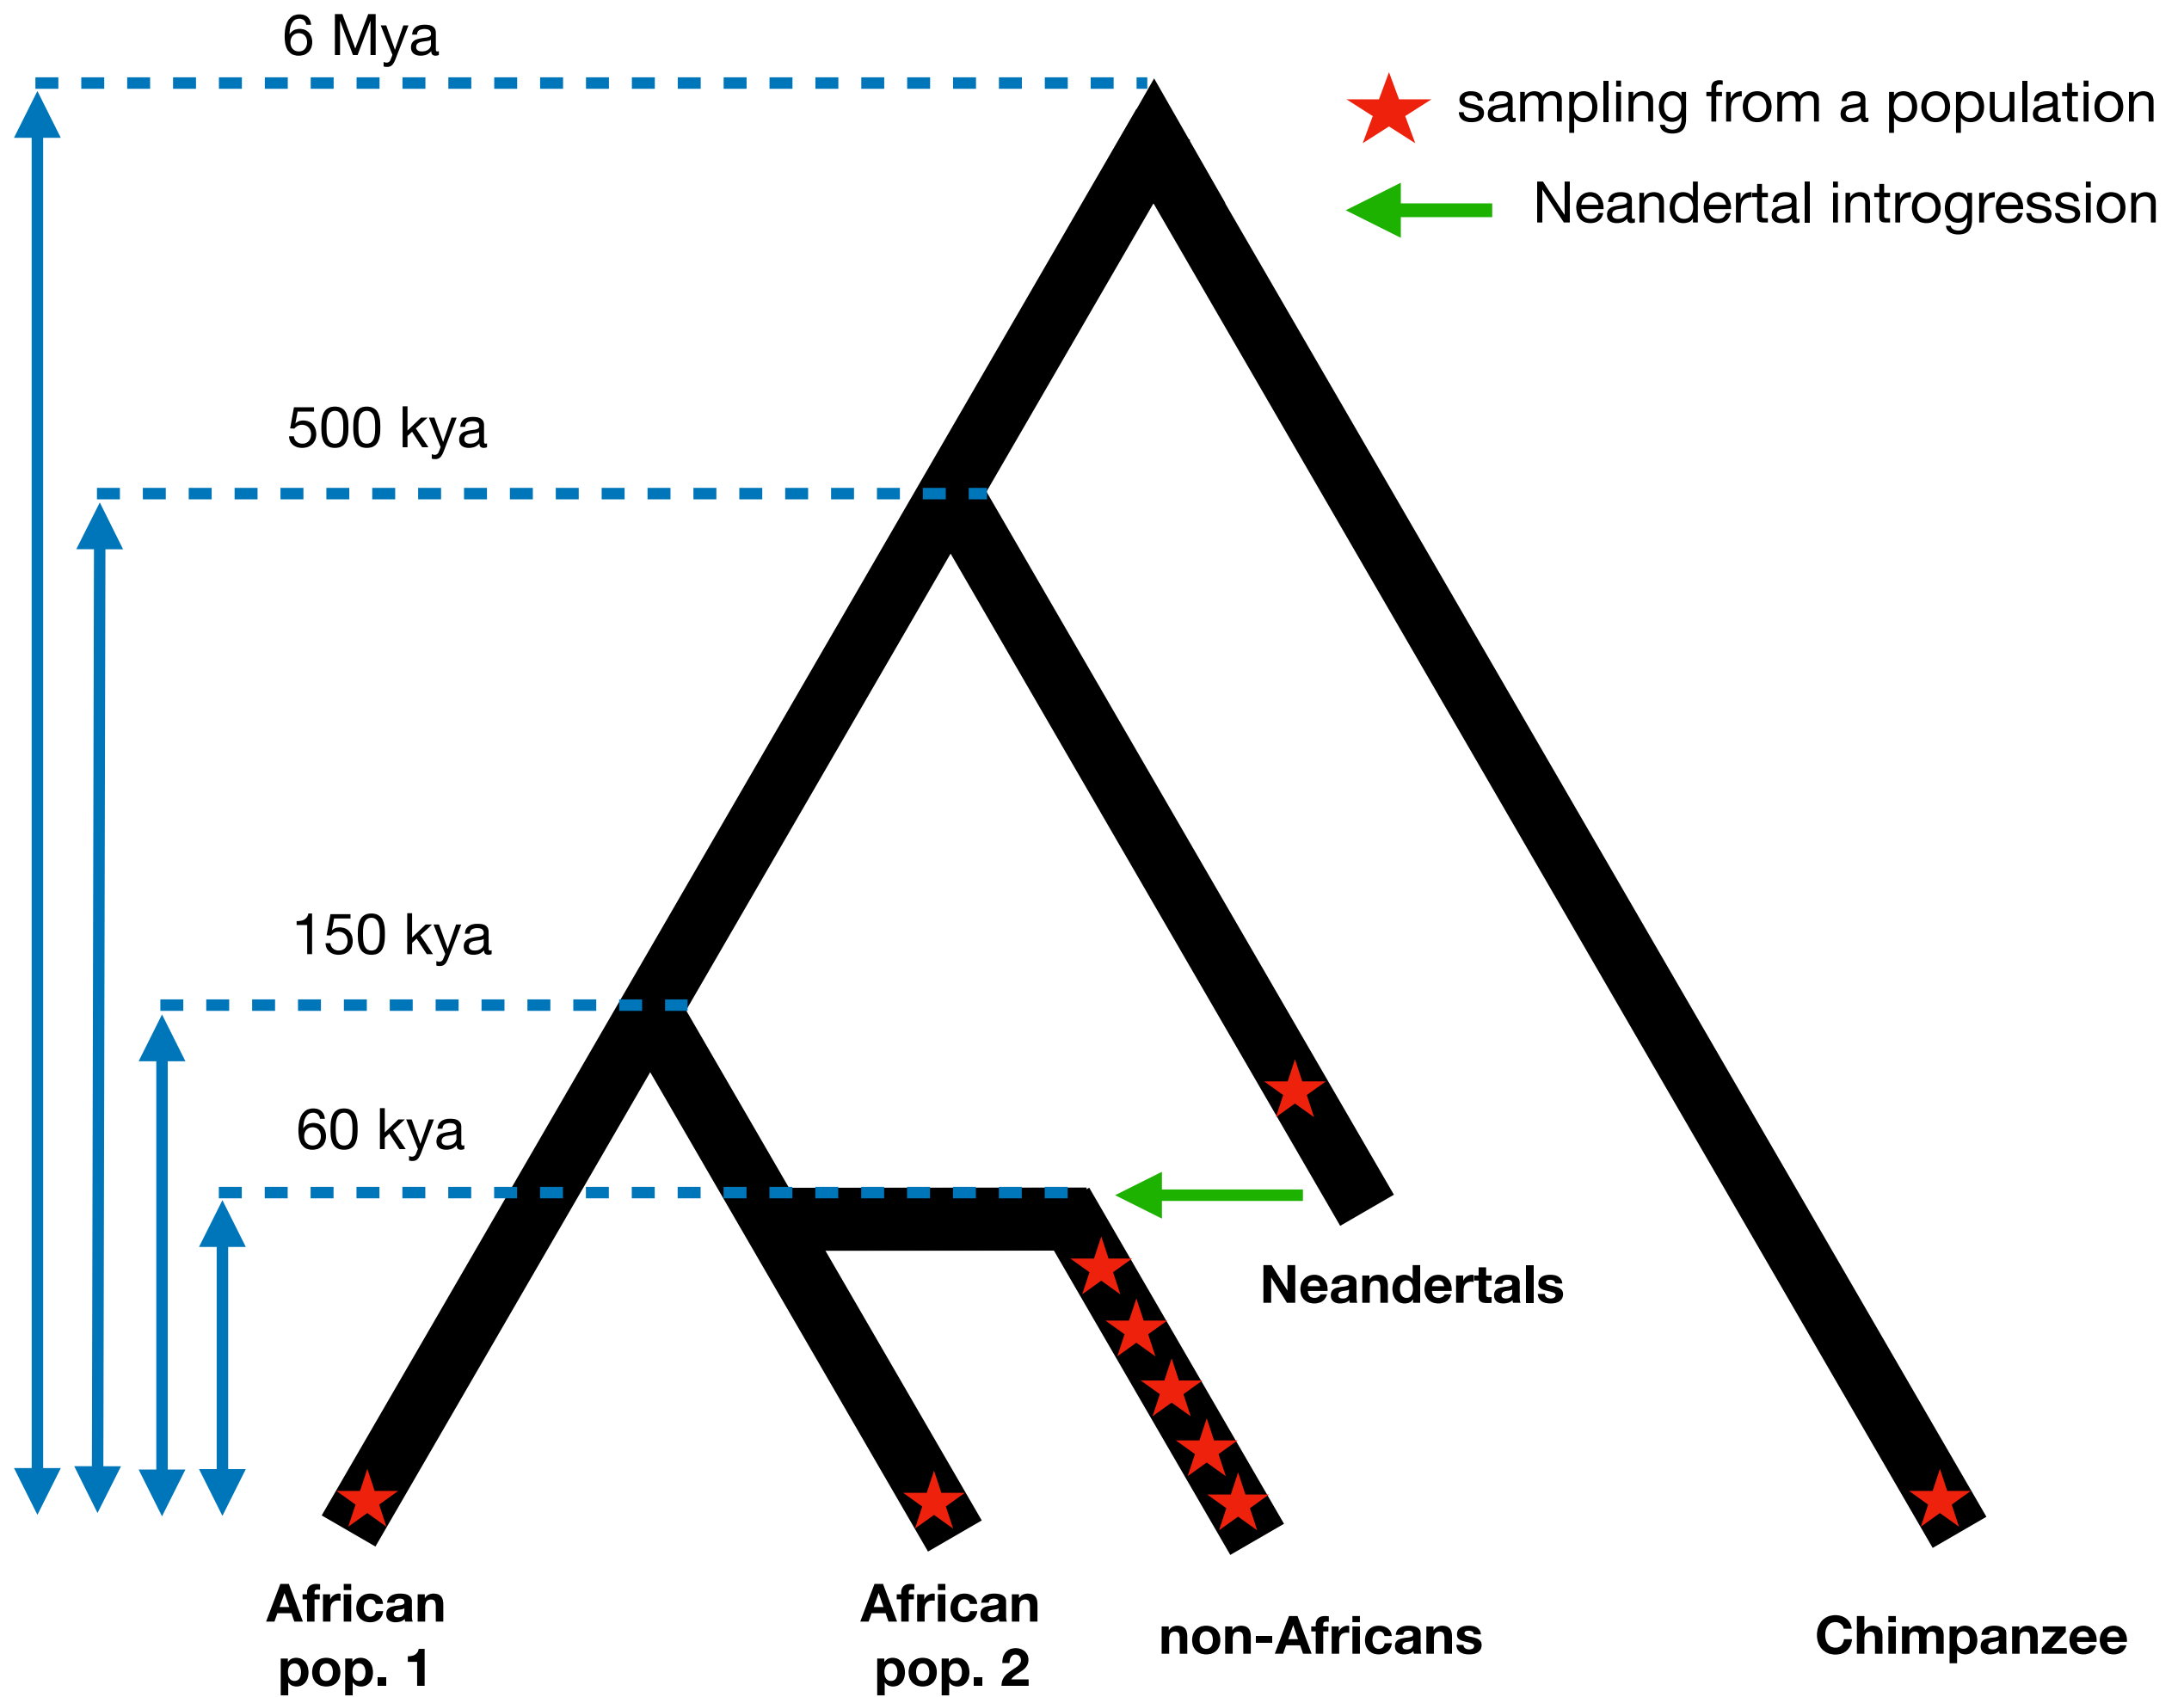 6 Mya
sampling from a population
Neandertal introgression
500 kya
150 kya
60 kya
Neandertals
African
pop. 1
African
pop. 2
non-Africans
Chimpanzee